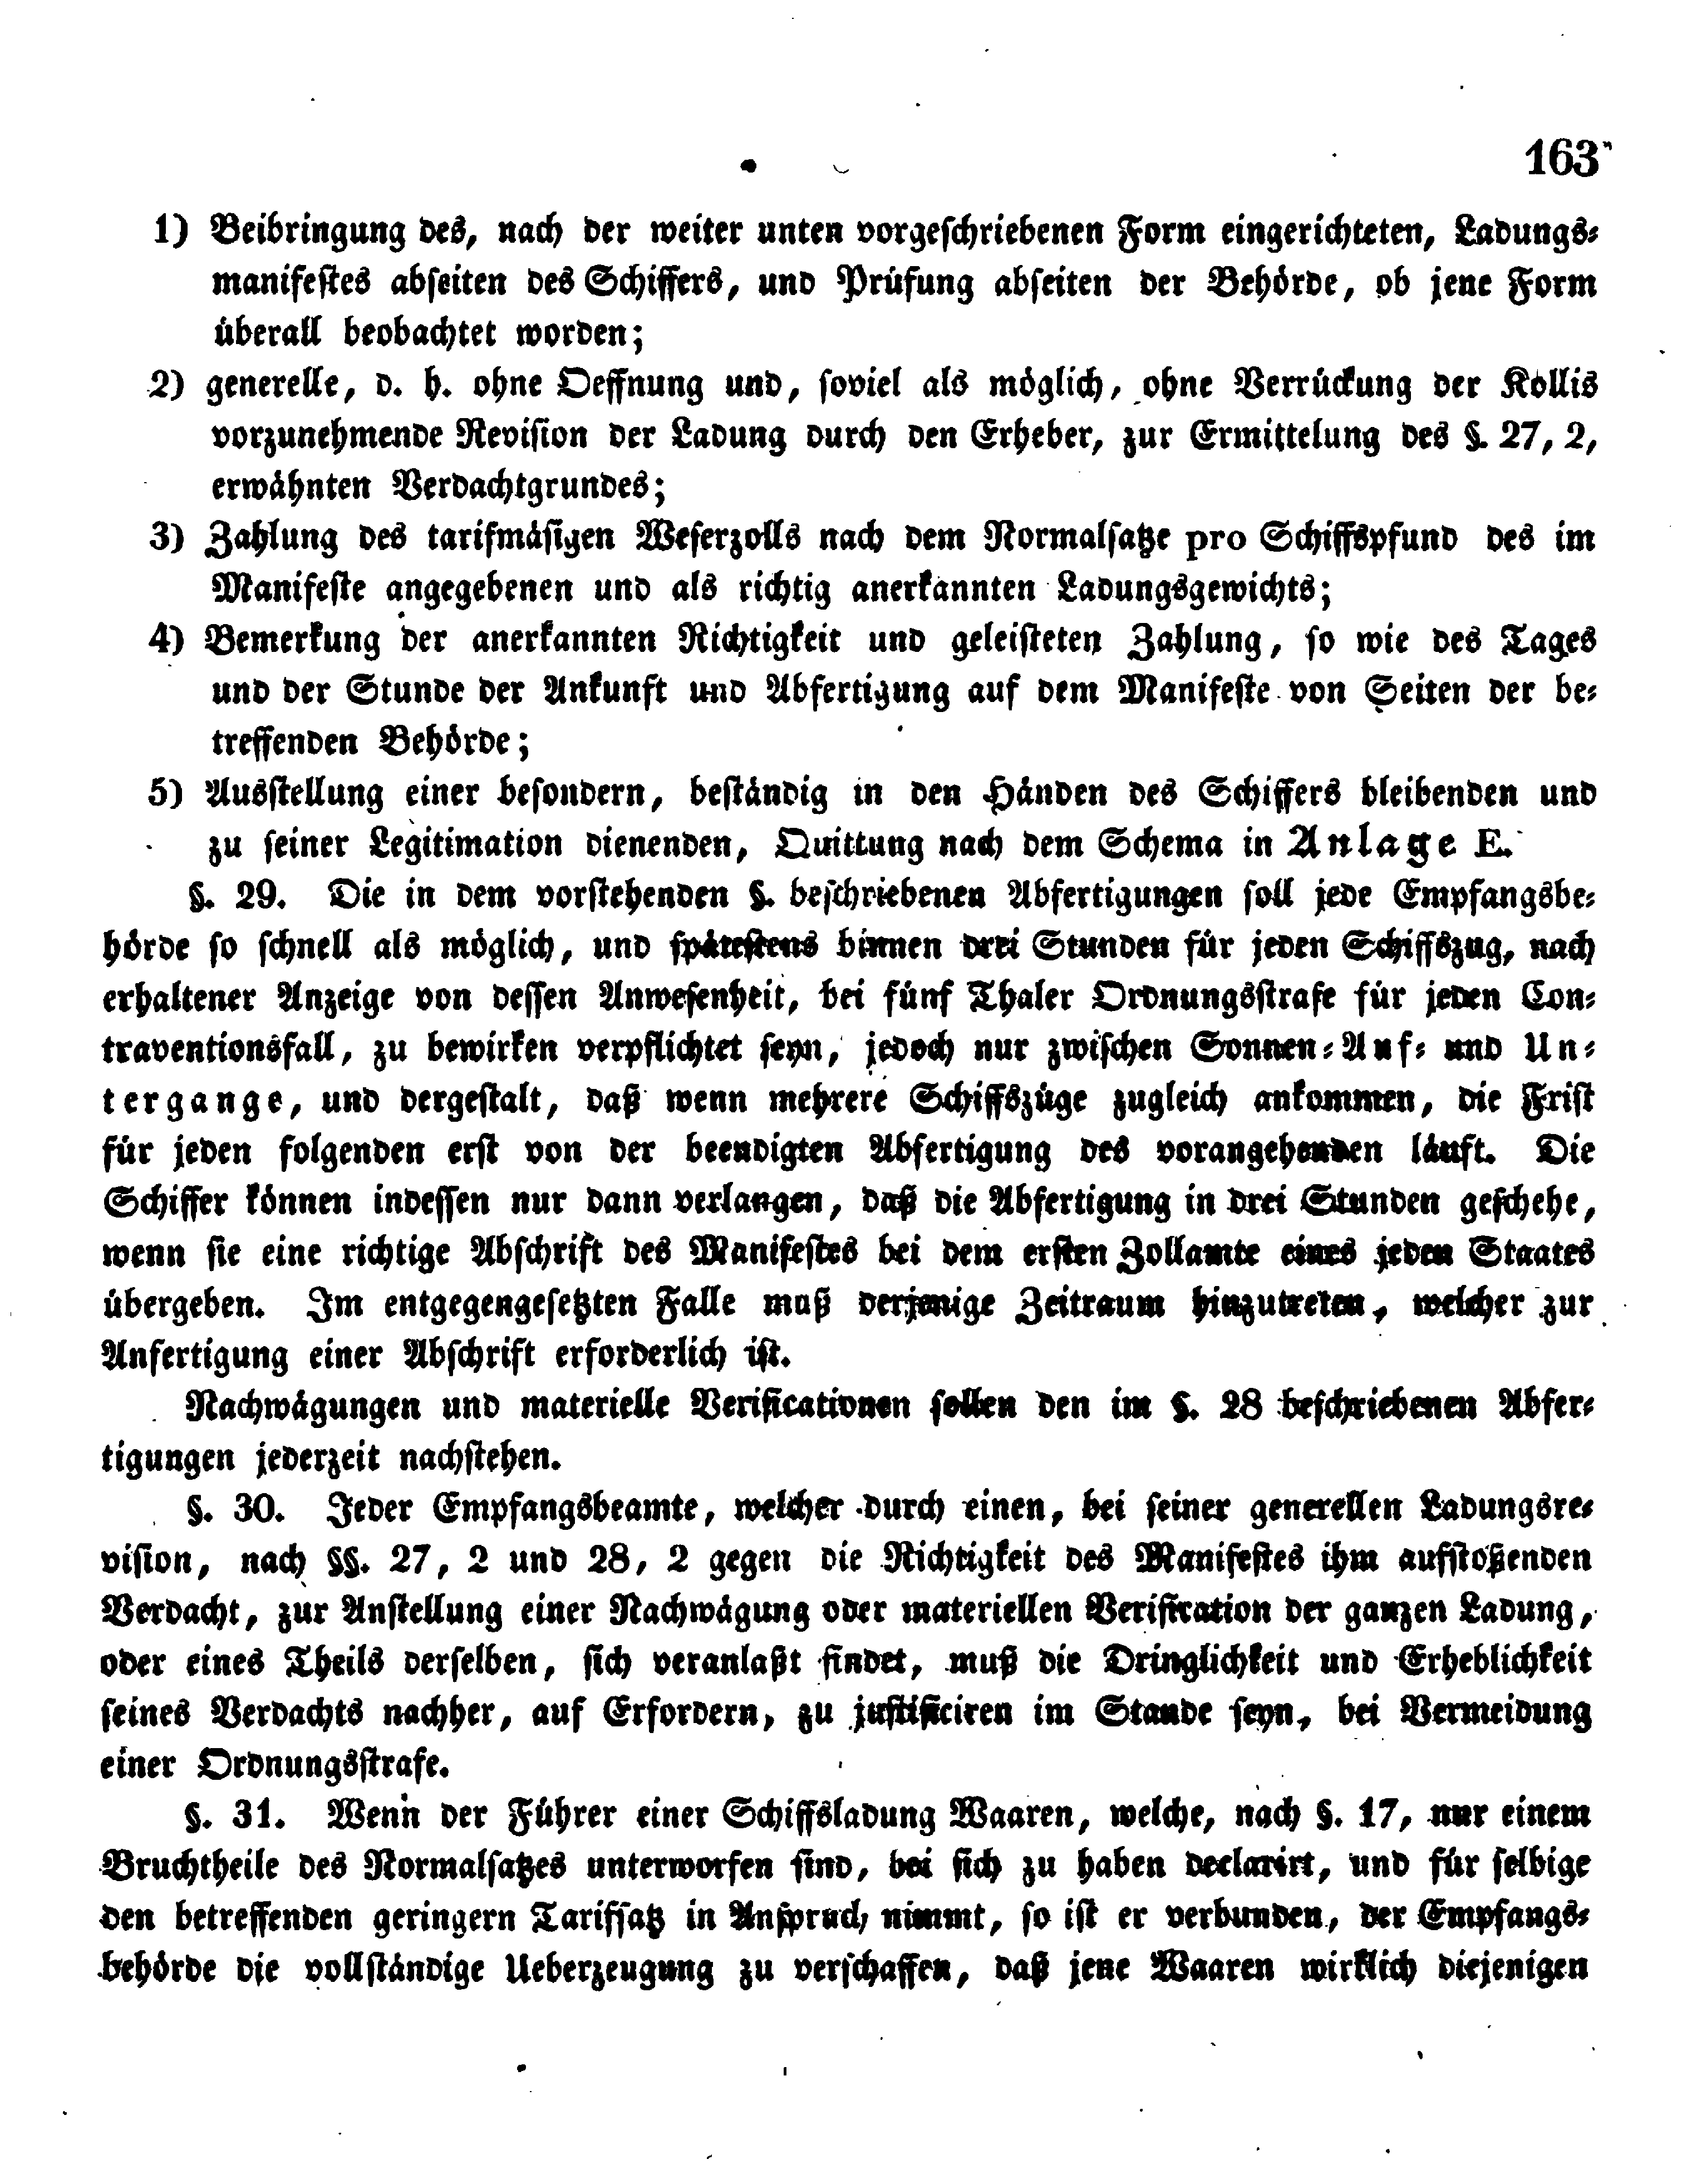 163
1) Beibringung des, nach der weiter unten vorgeschriebenen Form eingerichteten, Ladungs-
manifestes abseiten des Schiffers, und Prüfung abseiten der Behörde, ob jene Form
überall beobachtet worden;
2) generelle, d. h. ohne Oeffnung und, soviel als möglich, ohne Verrückung der Kollis
vorzunehmende Revision der Ladung durch den Erheber, zur Ermittelung des §. 27, 2,
erwähnten Verdachtgrundes;
3) Zahlung des tarifmäsigen Weserzolls nach dem Normalsatze pro Schiffspfund des im
Manifeste angegebenen und als richtig anerkannten Ladungsgewichts;
4) Bemerkung der anerkannten Richtigkeit und geleisteten Zahlung, so wie des Tages
und der Stunde der Ankunft und Abfertigung auf dem Manifeste von Seiten der be-
treffenden Behörde;
5) Ausstellung einer besondern, beständig in den Händen des Schiffers bleibenden und
zu seiner Legitimation dienenden, Quittung nach dem Schema in Anlage E.
§. 29. Die in dem vorstehenden §. beschriebenen Abfertigungen soll jede Empfangsbe-
hörde so schnell als möglich, und spätestens binnen drei Stunden für jeden Schiffszug, nach
erhaltener Anzeige von dessen Anwesenheit, bei fünf Thaler Ordnungsstrafe für jeden Con-
traventionsfall, zu bewirken verpflichtet seyn, jedoch nur zwischen Sonnen-Auf- und Un-
tergange, und dergestalt, daß wenn mehrere Schiffszüge zugleich ankommen, die Frist
für jeden folgenden erst von der beendigten Abfertigung des vorangehenden läuft. Die
Schiffer können indessen nur dann verlangen, daß die Abfertigung in drei Stunden geschehe,
wenn sie eine richtige Abschrift des Manifestes bei dem ersten Zollamte eines jeden Staates
übergeben. Im entgegengesetzten Falle muß derjenige Zeitraum hinzutreten, welcher zur
Anfertigung einer Abschrift erforderlich ist.
Nachwägungen und materielle Verificationen sollen den im §. 28 beschriebenen Abfer-
tigungen jederzeit nachstehen.
§. 30. Jeder Empfangsbeamte, welcher durch einen, bei seiner generellen Ladungsre-
vision, nach §§. 27, 2 und 28, 2 gegen die Richtigkeit des Manifestes ihm aufstoßenden
Verdacht, zur Anstellung einer Nachwägung oder materiellen Verification der ganzen Ladung,
oder eines Theils derselben, sich veranlaßt findet, muß die Dringlichkeit und Erheblichkeit
seines Verdachts nachher, auf Erfordern, zu justificiren im Stande seyn, bei Vermeidung
einer Ordnungsstrafe.
§. 31. Wenn der Führer einer Schiffsladung Waaren, welche, nach §. 17, nur einem
Bruchtheile des Normalsatzes unterworfen sind, bei sich zu haben declarirt, und für selbige
den betreffenden geringern Tarifsatz in Anspruch nimmt, so ist er verbunden, der Empfangs-
behörde die vollständige Ueberzeugung zu verschaffen, daß jene Waaren wirklich diejenigen